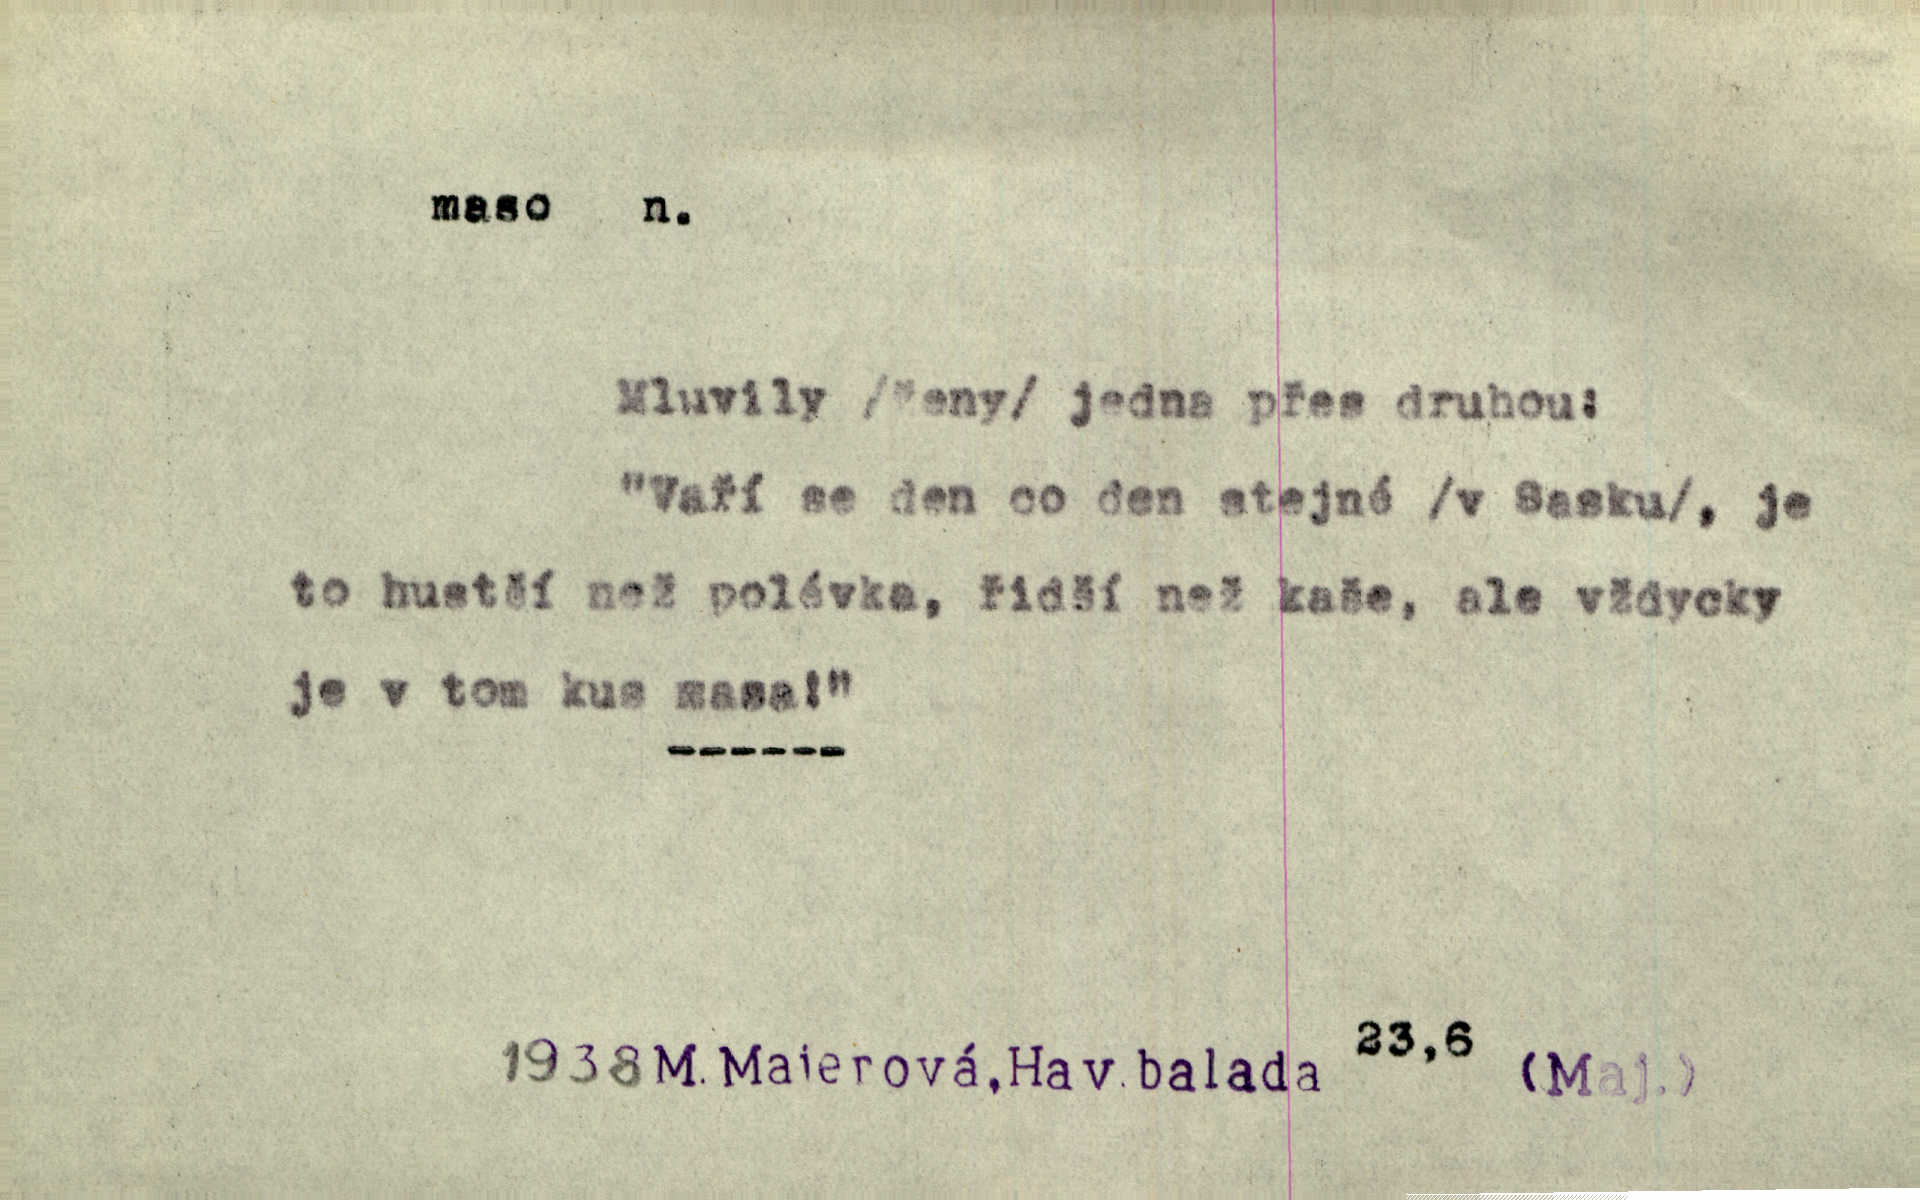 maso n.
Mluvily /ženy/ jedna přes druhou:
"Vaří se den co den stejné /v Sasku/, je
to hustší než polévka, řidší než kaše, ale vždycky
je v tom kus masa!"
------
1938 M. Maierová, Hav. balada 23,6 (Maj.)